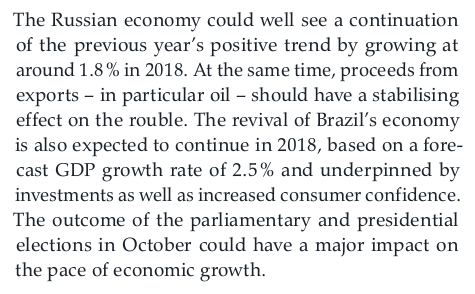 The Russian economy could well see a continuation
of the previous year’s positive trend by growing at
around 1.8 % in 2018. At the same time, proceeds from
exports – in particular oil – should have a stabilising
effect on the rouble. The revival of Brazil’s economy
is also expected to continue in 2018, based on a fore-
cast GDP growth rate of 2.5 % and underpinned by
investments as well as increased consumer confidence.
The outcome of the parliamentary and presidential
elections in October could have a major impact on
the pace of economic growth.